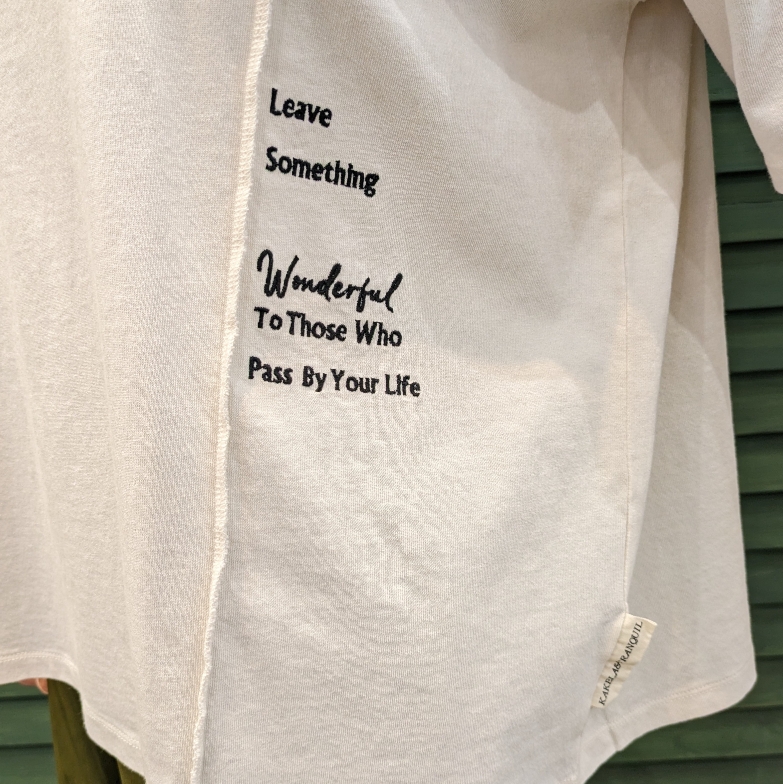 Leave
Something
Wonderful
To Those Who
Pass By Your Life